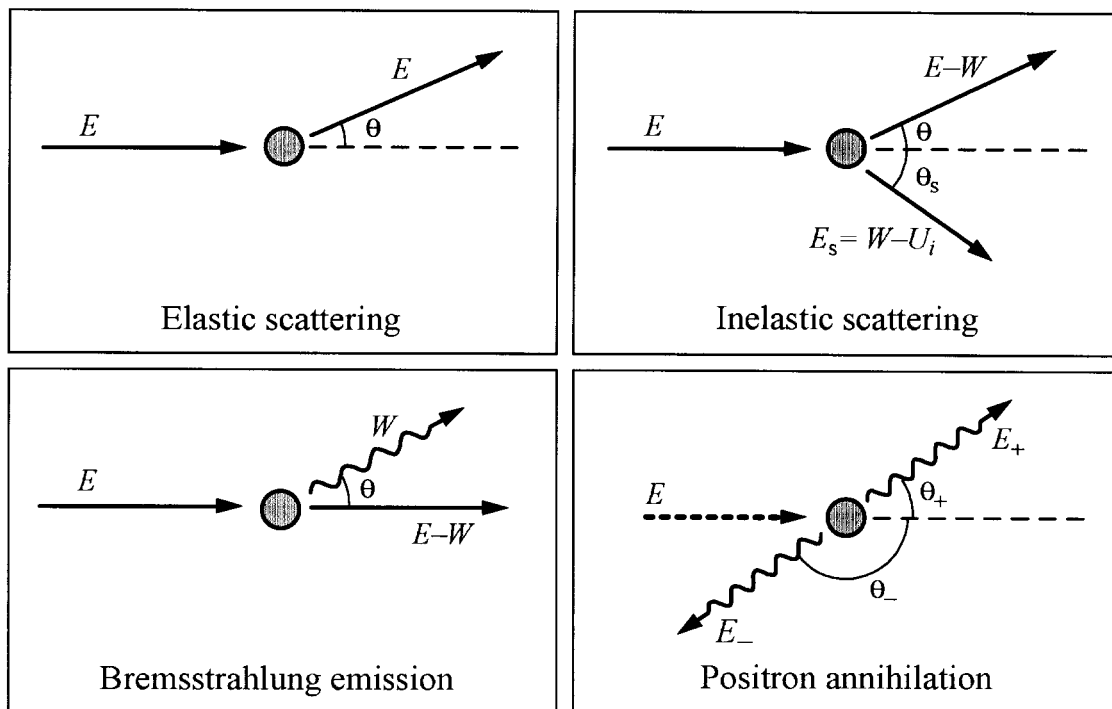 E
E
θ
Elastic scattering
E
E–W
θ
θs
Es= W–Ui
Inelastic scattering
E
W
θ
E–W
Bremsstrahlung emission
E
E+
θ+
θ–
E–
Positron annihilation